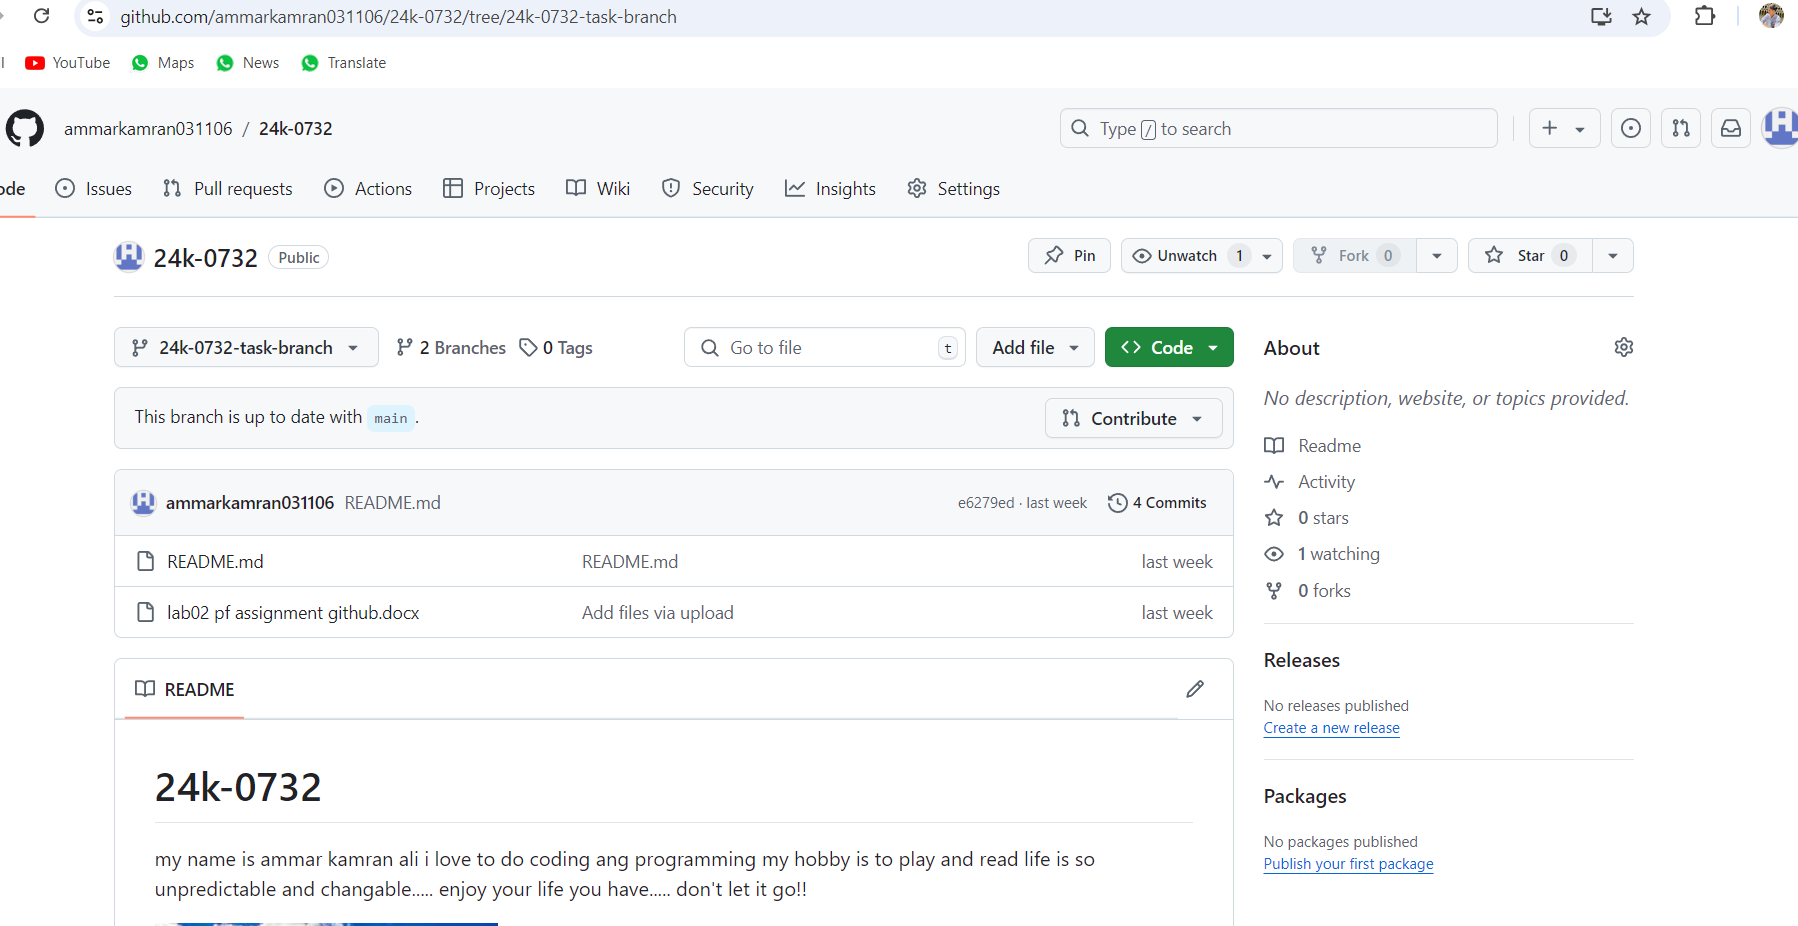 github.com/ammarkamran031106/24k-0732/tree/24k-0732-task-branch
YouTube Maps News Translate
ammarkamran031106 / 24k-0732
Type / to search
ode Issues Pull requests Actions Projects Wiki Security Insights Settings
24k-0732 Public
Pin Unwatch 1 Fork 0 Star 0
24k-0732-task-branch 2 Branches 0 Tags Go to file t Add file Code
This branch is up to date with main.
Contribute
ammarkamran031106 README.md e6279ed · last week 4 Commits
README.md README.md last week
lab02 pf assignment github.docx Add files via upload last week
README
24k-0732
my name is ammar kamran ali i love to do coding ang programming my hobby is to play and read life is so
unpredictable and changable..... enjoy your life you have..... don't let it go!!
About
No description, website, or topics provided.
Readme
Activity
0 stars
1 watching
0 forks
Releases
No releases published
Create a new release
Packages
No packages published
Publish your first package